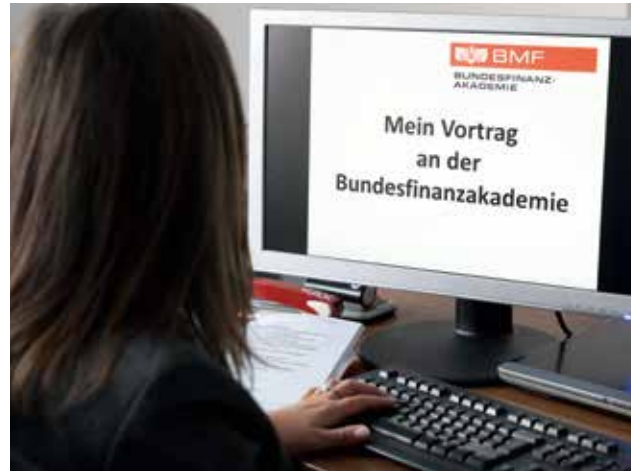 BMF
BUNDESFINANZ-
AKADEMIE
Mein Vortrag
an der
Bundesfinanzakademie